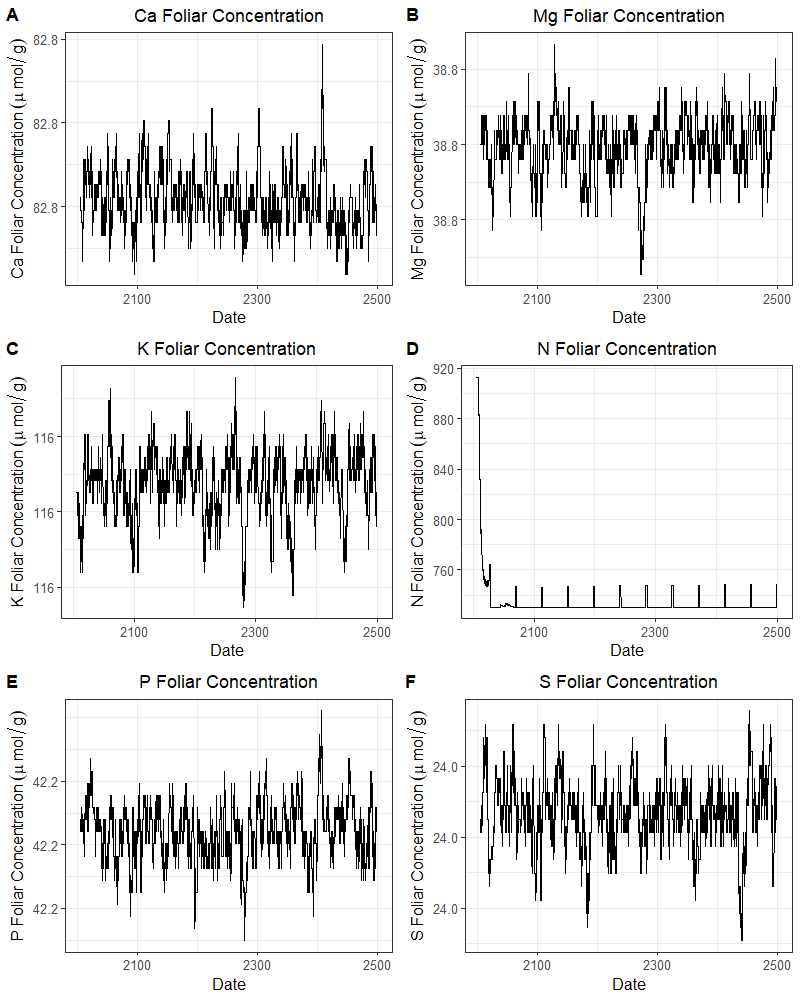 A
Ca Foliar Concentration
Ca Foliar Concentration (μ mol/ g)
82.8
82.8
82.8
2100
2300
2500
Date
B
Mg Foliar Concentration
Mg Foliar Concentration (μ mol/ g)
38.8
38.8
38.8
2100
2300
2500
Date
C
K Foliar Concentration
K Foliar Concentration (μ mol/ g)
116
116
116
2100
2300
2500
Date
D
N Foliar Concentration
N Foliar Concentration (μ mol/ g)
920
880
840
800
760
2100
2300
2500
Date
E
P Foliar Concentration
P Foliar Concentration (μ mol/ g)
42.2
42.2
42.2
2100
2300
2500
Date
F
S Foliar Concentration
S Foliar Concentration (μ mol/ g)
24.0
24.0
24.0
2100
2300
2500
Date